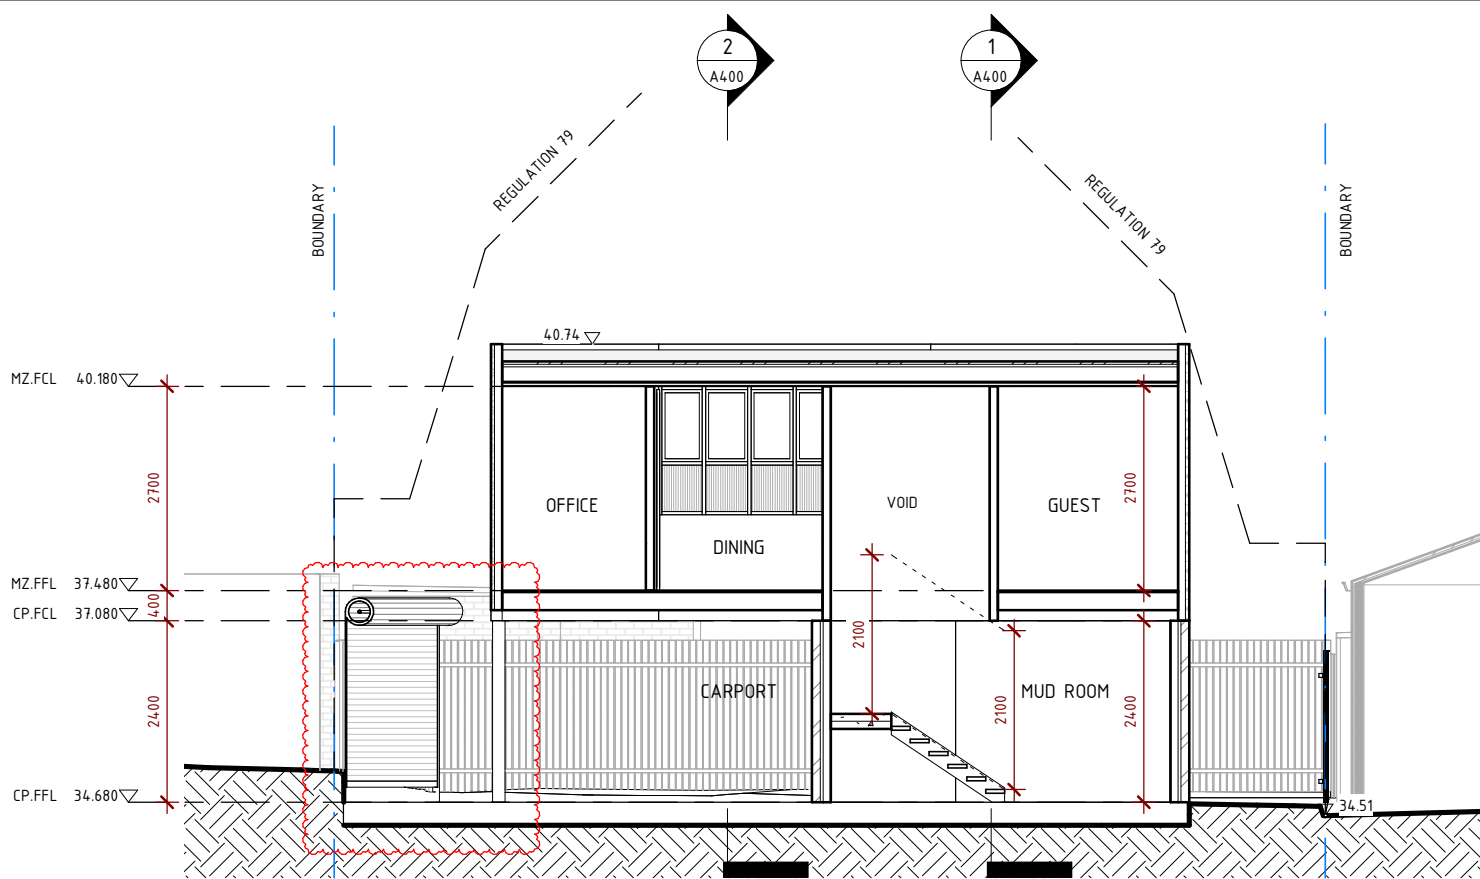 2
A400
1
A400
REGULATION 79
REGULATION 79
BOUNDARY
BOUNDARY
40.74
MZ.FCL 40.180
2700
2700
OFFICE
VOID
GUEST
DINING
MZ.FFL 37.480
400
CP.FCL 37.080
2100
CARPORT
MUD ROOM
2400
2100
2400
CP.FFL 34.680
34.51